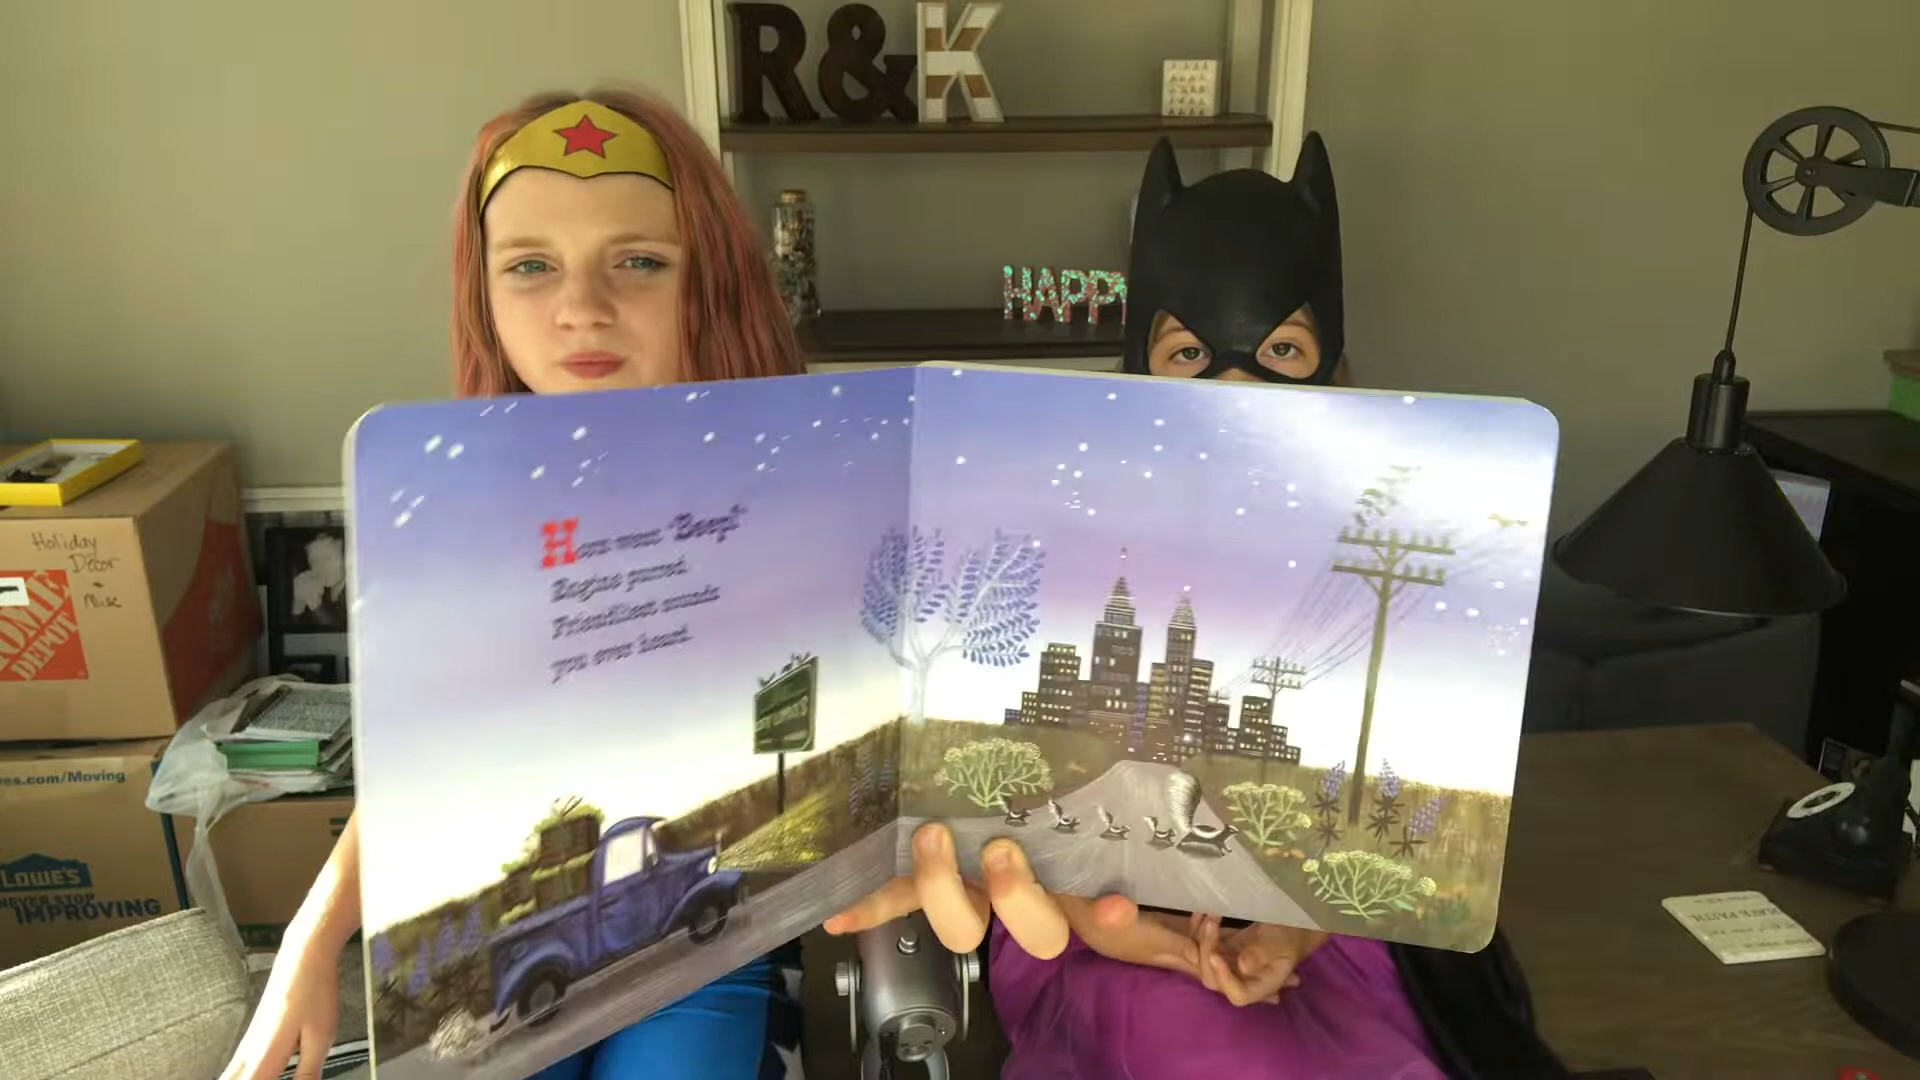 R&K
HAPPY
Horn went "Beep!"
Engine purred.
Friendliest sounds
you ever heard.
Holiday
Decor
Misc
HOME
DEPOT
es.com/Moving
LOWE'S
NEVER STOP
IMPROVING